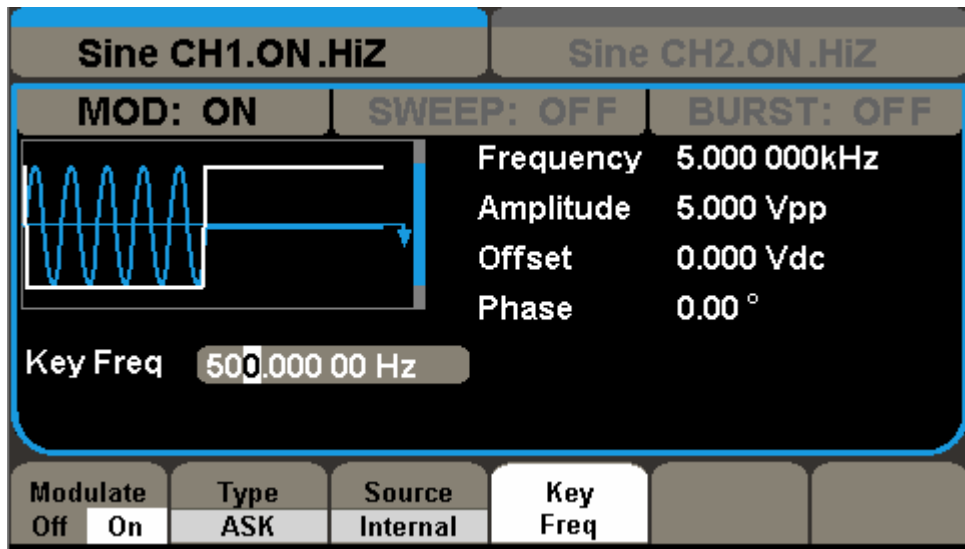 Sine CH1.ON.HiZ
Sine CH2.ON.HiZ
MOD: ON
SWEEP: OFF
BURST: OFF
Frequency 5.000 000kHz
Amplitude 5.000 Vpp
Offset 0.000 Vdc
Phase 0.00 °
Key Freq 500.000 00 Hz
Modulate
Off On
Type
ASK
Source
Internal
Key
Freq